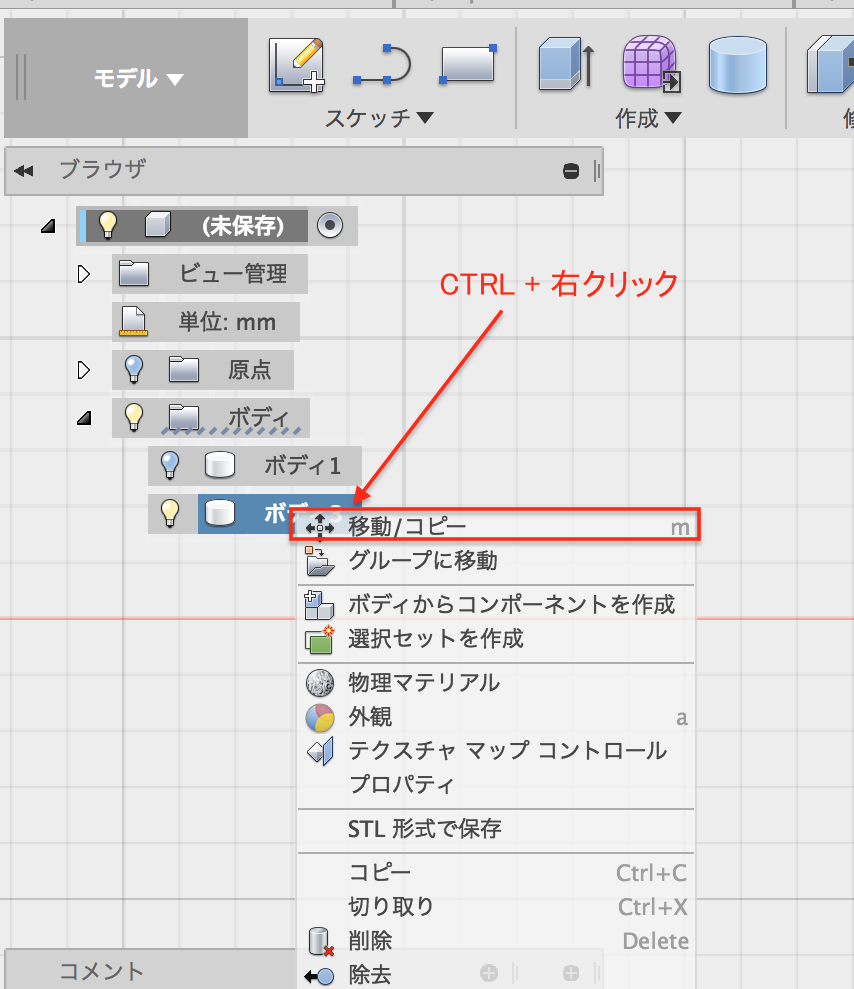 モデル
スケッチ
作成
ブラウザ
(未保存)
ビュー管理
単位: mm
原点
ボディ
ボディ1
CTRL + 右クリック
移動/コピー m
グループに移動
ボディからコンポーネントを作成
選択セットを作成
物理マテリアル
外観 a
テクスチャ マップ コントロール
プロパティ
STL 形式で保存
コピー Ctrl+C
切り取り Ctrl+X
削除 Delete
除去
コメント